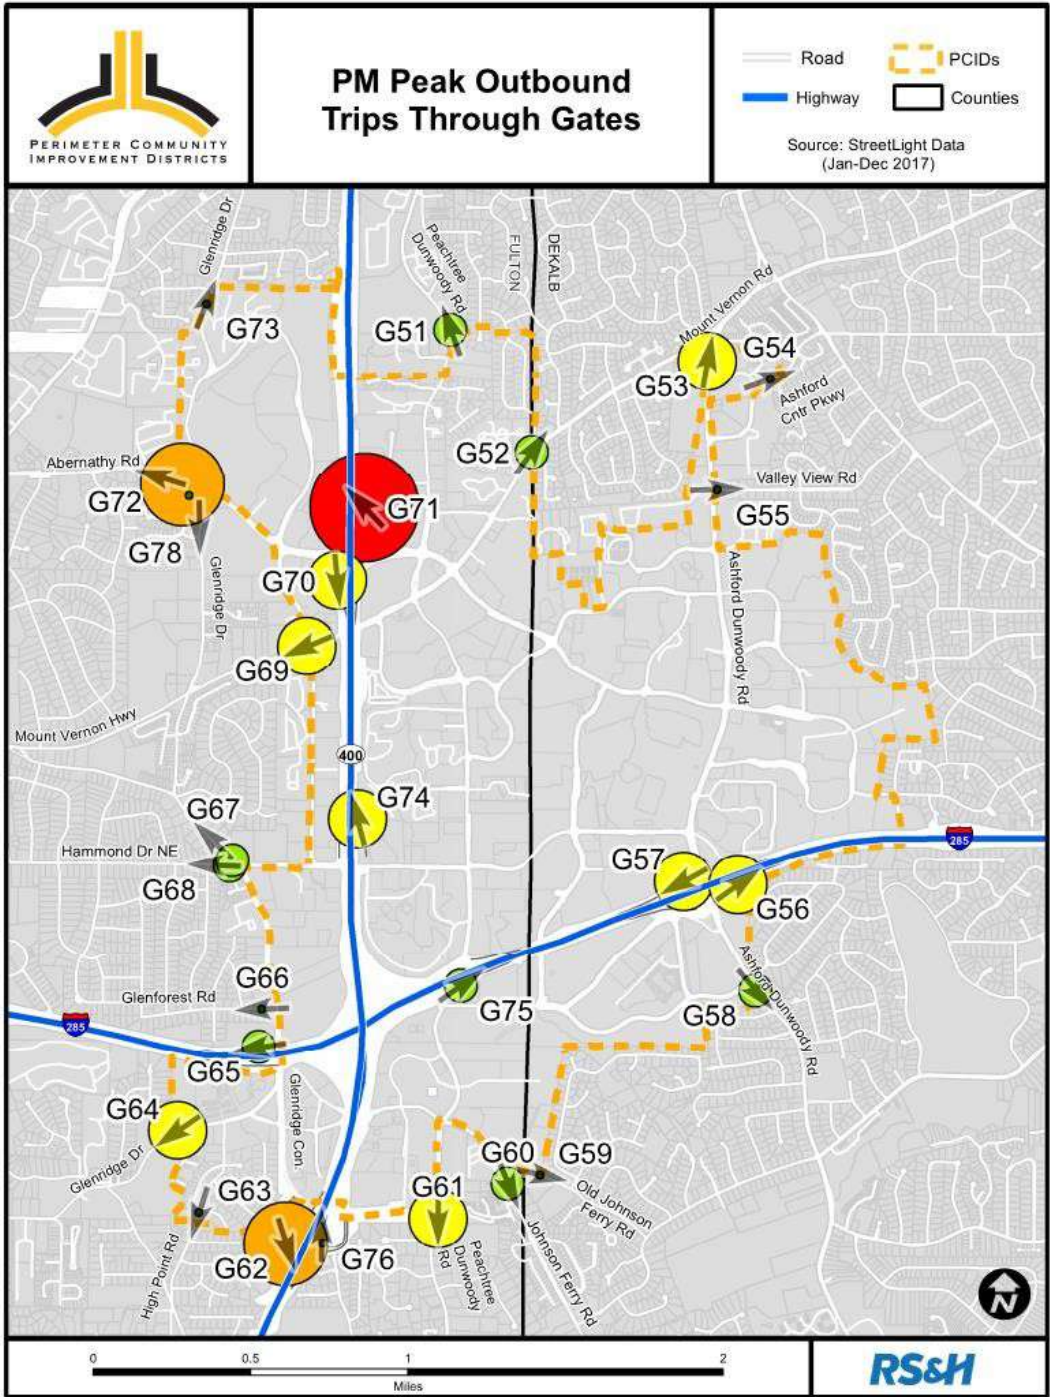 PERIMETER COMMUNITY
IMPROVEMENT DISTRICTS
PM Peak Outbound
Trips Through Gates
Road
PCIDs
Highway
Counties
Source: StreetLight Data
(Jan-Dec 2017)
Glenridge Dr
Peachtree
Dunwoody Rd
FULTON
DEKALB
Mount Vernon Rd
G73
G51
G54
G53
Ashford
Cntr Pkwy
Abernathy Rd
G52
Valley View Rd
G72
G71
G55
G78
Glenridge Dr
G70
Ashford Dunwoody Rd
G69
Mount Vernon Hwy
400
G74
G67
Hammond Dr NE
285
G57
G68
G56
G66
Glenforest Rd
Ashford Dunwoody Rd
G75
G58
285
G65
Glenridge Con.
G64
Glenridge Dr
G60
G59
G63
G61
Old Johnson
Ferry Rd
High Point Rd
G62
G76
Peachtree
Dunwoody
Rd
Johnson Ferry Rd
N
0
0.5
1
2
Miles
RS&H